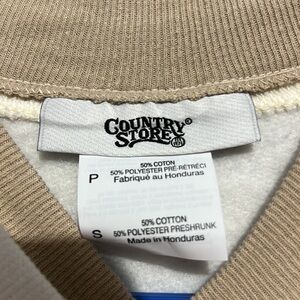 COUNTRY
STORE
50% COTON
50% POLYESTER PRÉ-RÉTRÉCI
P
Fabriqué au Honduras
50% COTTON
S
50% POLYESTER PRESHRUNK
Made in Honduras